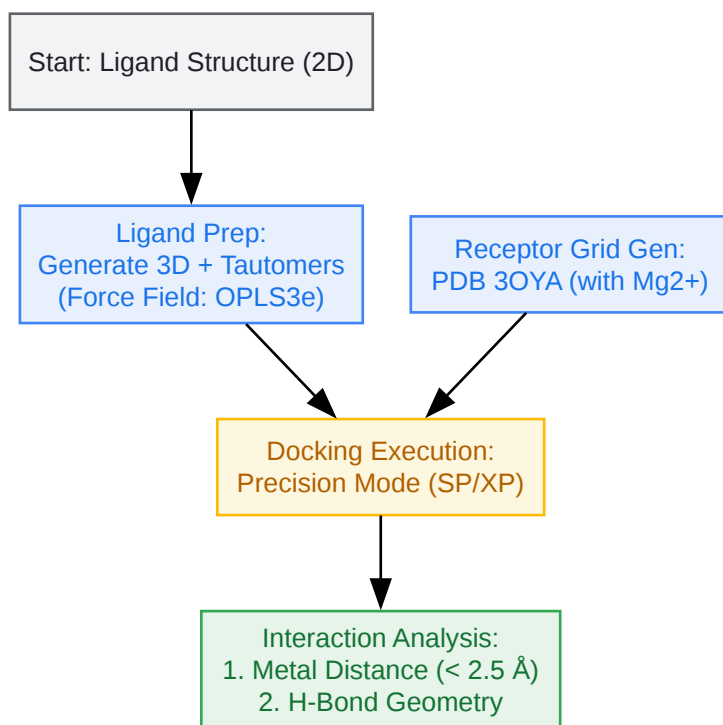 Start: Ligand Structure (2D)
Ligand Prep:
Generate 3D + Tautomers
(Force Field: OPLS3e)
Receptor Grid Gen:
PDB 3OYA (with Mg2+)
Docking Execution:
Precision Mode (SP/XP)
Interaction Analysis:
1. Metal Distance (< 2.5 Å)
2. H-Bond Geometry